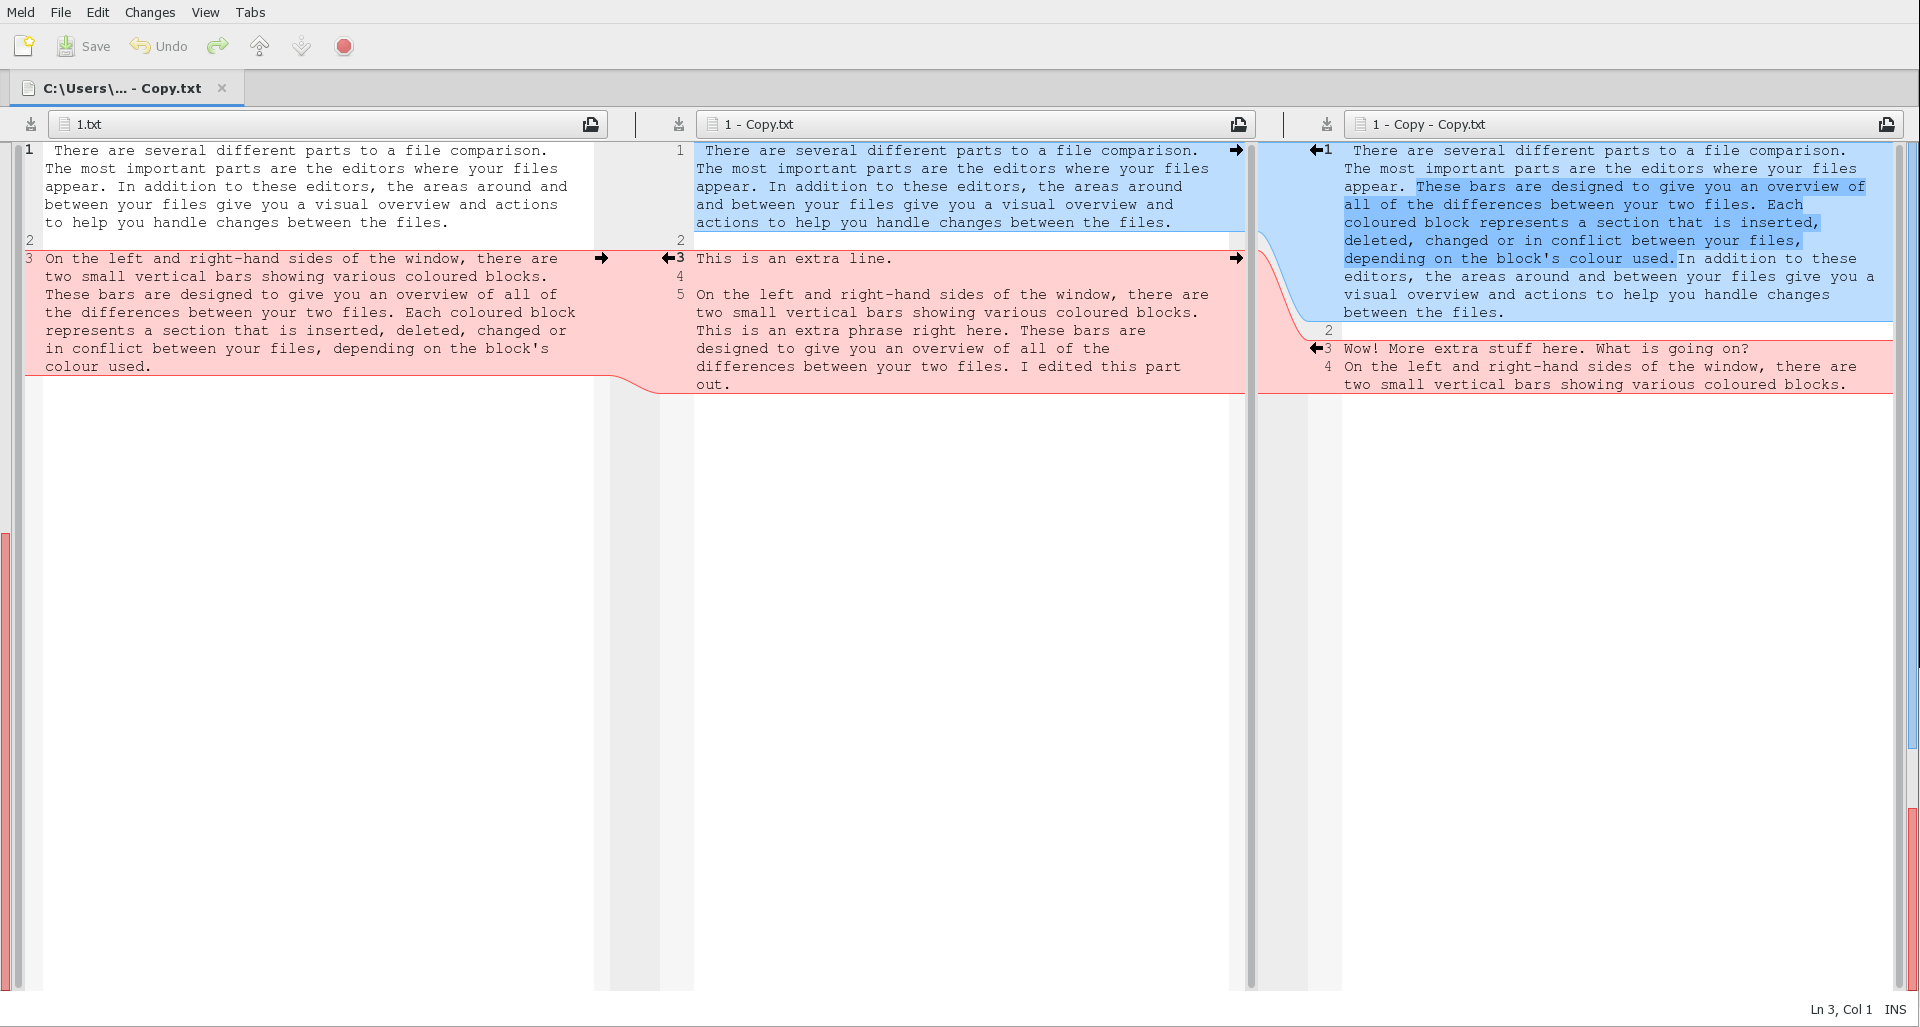 Meld File Edit Changes View Tabs
Save Undo
C:\Users\... - Copy.txt
1.txt
1 There are several different parts to a file comparison.
The most important parts are the editors where your files
appear. In addition to these editors, the areas around and
between your files give you a visual overview and actions
to help you handle changes between the files.
2
3 On the left and right-hand sides of the window, there are
two small vertical bars showing various coloured blocks.
These bars are designed to give you an overview of all of
the differences between your two files. Each coloured block
represents a section that is inserted, deleted, changed or
in conflict between your files, depending on the block's
colour used.
1 - Copy.txt
1 There are several different parts to a file comparison.
The most important parts are the editors where your files
appear. In addition to these editors, the areas around
and between your files give you a visual overview and
actions to help you handle changes between the files.
2
3 This is an extra line.
4
5 On the left and right-hand sides of the window, there are
two small vertical bars showing various coloured blocks.
This is an extra phrase right here. These bars are
designed to give you an overview of all of the
differences between your two files. I edited this part
out.
1 - Copy - Copy.txt
1 There are several different parts to a file comparison.
The most important parts are the editors where your files
appear. These bars are designed to give you an overview of
all of the differences between your two files. Each
coloured block represents a section that is inserted,
deleted, changed or in conflict between your files,
depending on the block's colour used.In addition to these
editors, the areas around and between your files give you a
visual overview and actions to help you handle changes
between the files.
2
3 Wow! More extra stuff here. What is going on?
4 On the left and right-hand sides of the window, there are
two small vertical bars showing various coloured blocks.
Ln 3, Col 1 INS